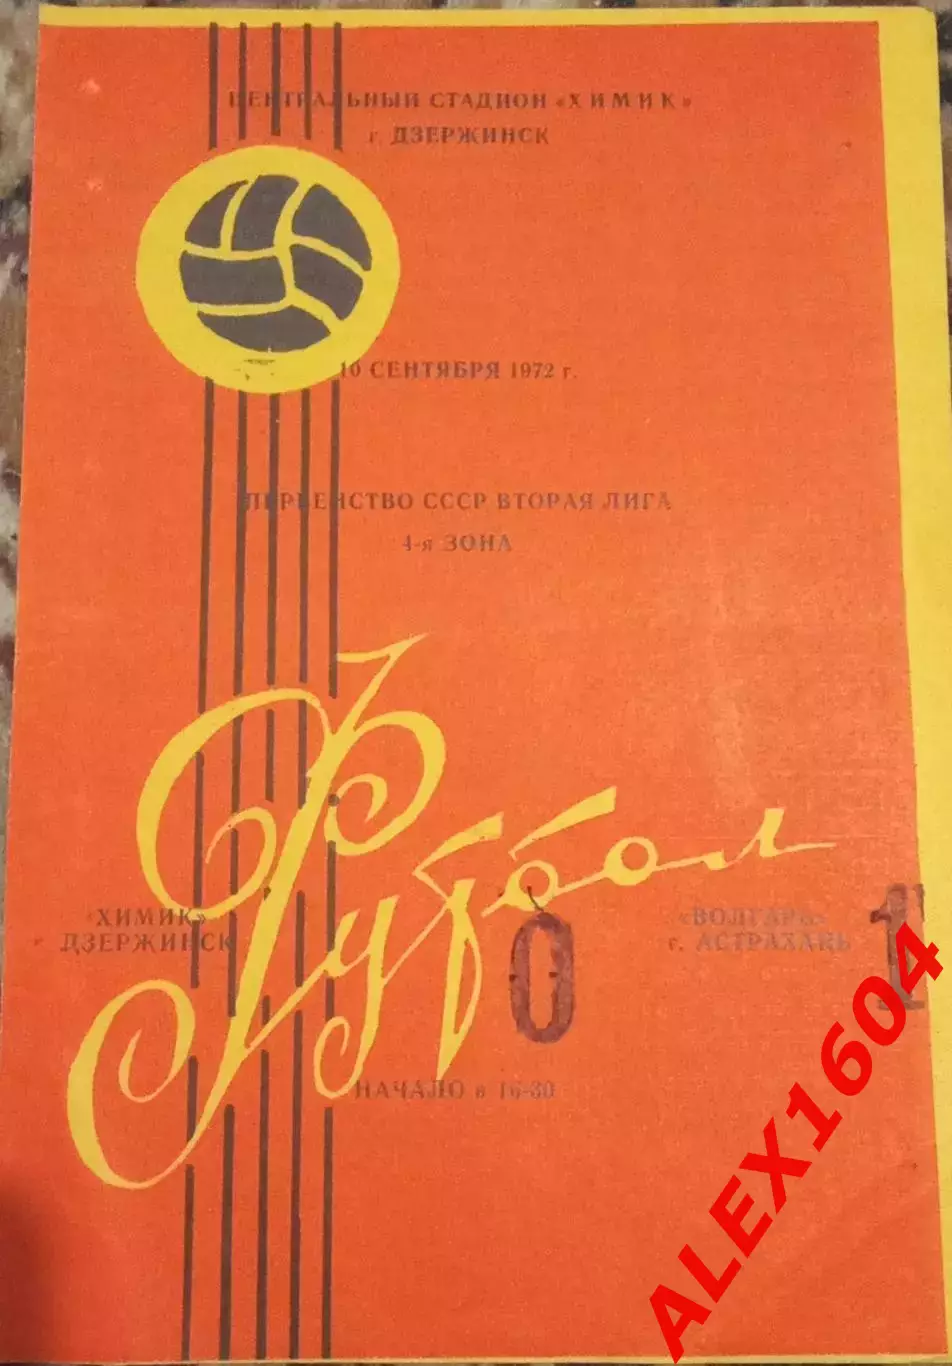 ЦЕНТРАЛЬНЫЙ СТАДИОН «ХИМИК»
г. ДЗЕРЖИНСК
10 СЕНТЯБРЯ 1972 г.
ПЕРВЕНСТВО СССР ВТОРАЯ ЛИГА
4-я ЗОНА
Футбол
«ХИМИК»
г. ДЗЕРЖИНСК
0
«ВОЛГАРЬ»
г. АСТРАХАНЬ
1
НАЧАЛО в 16-30
ALEX1604